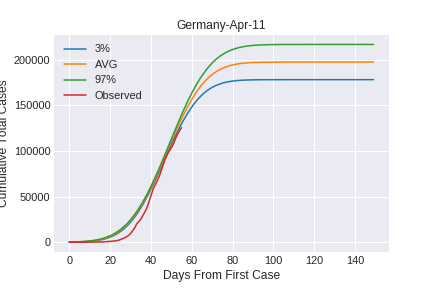 Germany-Apr-11
3%
AVG
97%
Observed
200000
150000
100000
50000
0
Cumulative Total Cases
0 20 40 60 80 100 120 140
Days From First Case